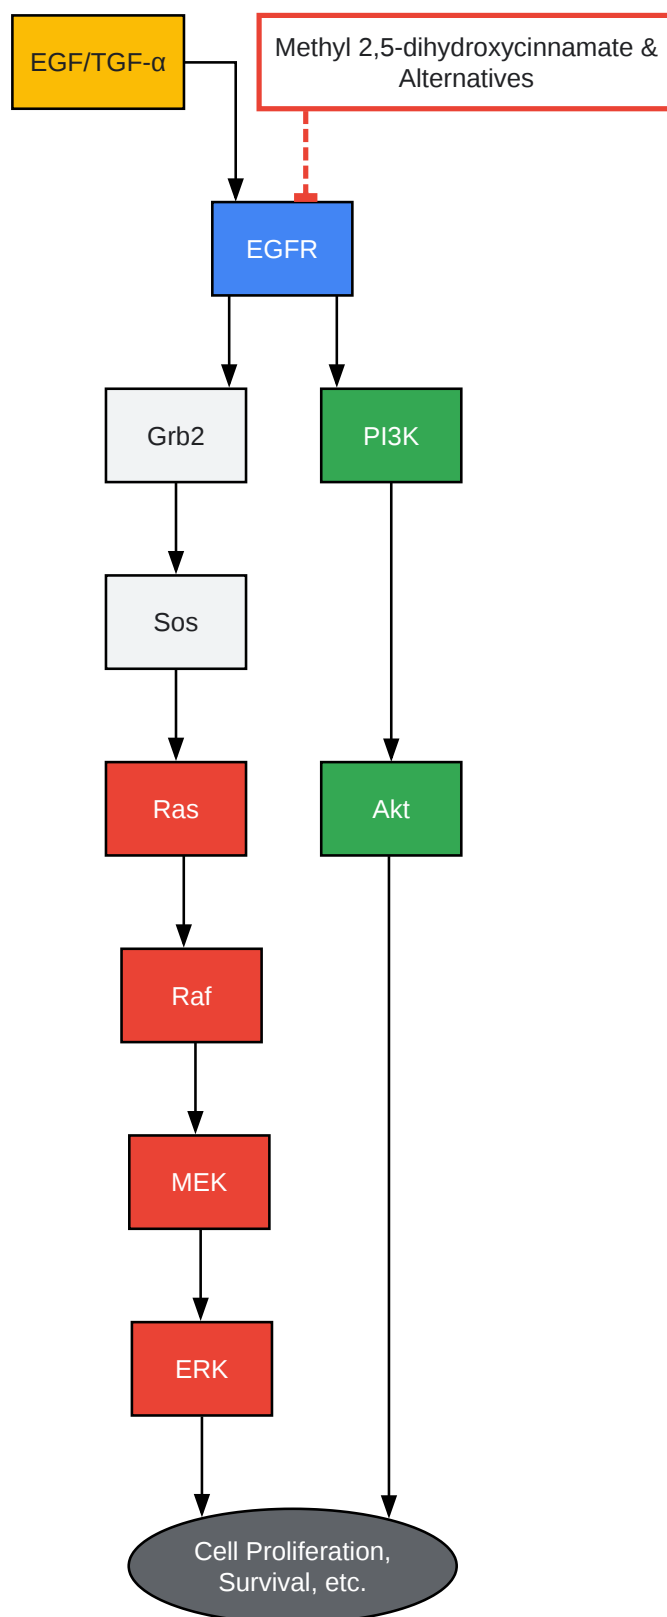 EGF/TGF-α
Methyl 2,5-dihydroxycinnamate &
Alternatives
EGFR
Grb2
PI3K
Sos
Ras
Akt
Raf
MEK
ERK
Cell Proliferation,
Survival, etc.